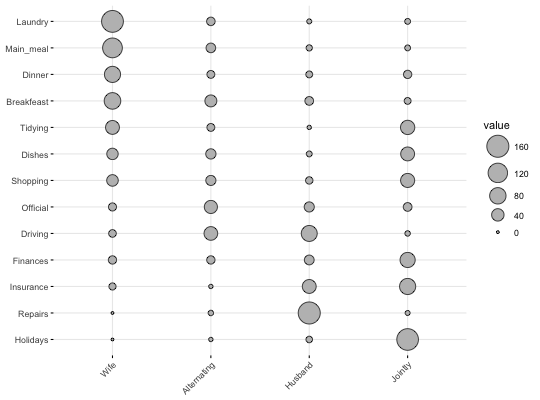 Laundry
Main_meal
Dinner
Breakfeast
Tidying
Dishes
Shopping
Official
Driving
Finances
Insurance
Repairs
Holidays
Wife
Alternating
Husband
Jointly
value
160
120
80
40
0